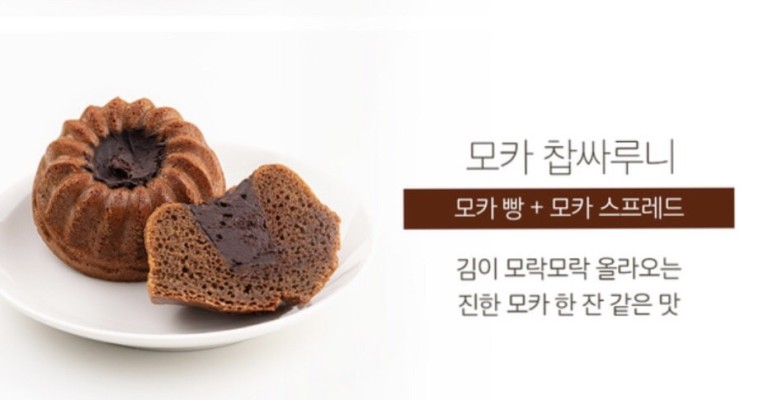 모카 찹싸루니
모카 빵 + 모카 스프레드
김이 모락모락 올라오는
진한 모카 한 잔 같은 맛